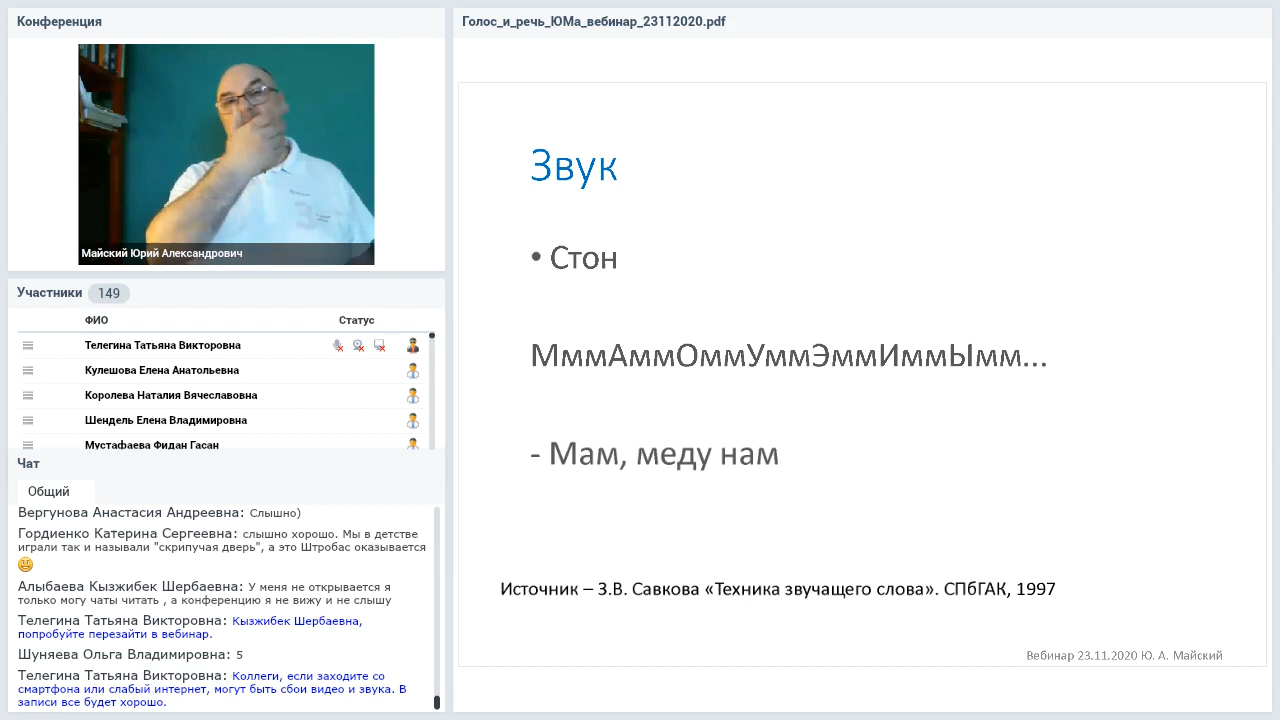 Конференция
Майский Юрий Александрович
Участники 149
ФИО Статус
Телегина Татьяна Викторовна
Кулешова Елена Анатольевна
Королева Наталия Вячеславовна
Шендель Елена Владимировна
Мустафаева Фидан Гасан
Чат
Общий
Вергунова Анастасия Андреевна: Слышно)
Гордиенко Катерина Сергеевна: слышно хорошо. Мы в детстве
играли так и называли "скрипучая дверь", а это Штробас оказывается
Алыбаева Кызжибек Шербаевна: У меня не открывается я
только могу чаты читать , а конференцию я не вижу и не слышу
Телегина Татьяна Викторовна: Кызжибек Шербаевна,
попробуйте перезайти в вебинар.
Шуняева Ольга Владимировна: 5
Телегина Татьяна Викторовна: Коллеги, если заходите со
смартфона или слабый интернет, могут быть сбои видео и звука. В
записи все будет хорошо.
Голос_и_речь_ЮМа_вебинар_23112020.pdf
Звук
• Стон
МммАммОммУммЭммИммЫмм...
- Мам, меду нам
Источник – З.В. Савкова «Техника звучащего слова». СПбГАК, 1997
Вебинар 23.11.2020 Ю. А. Майский